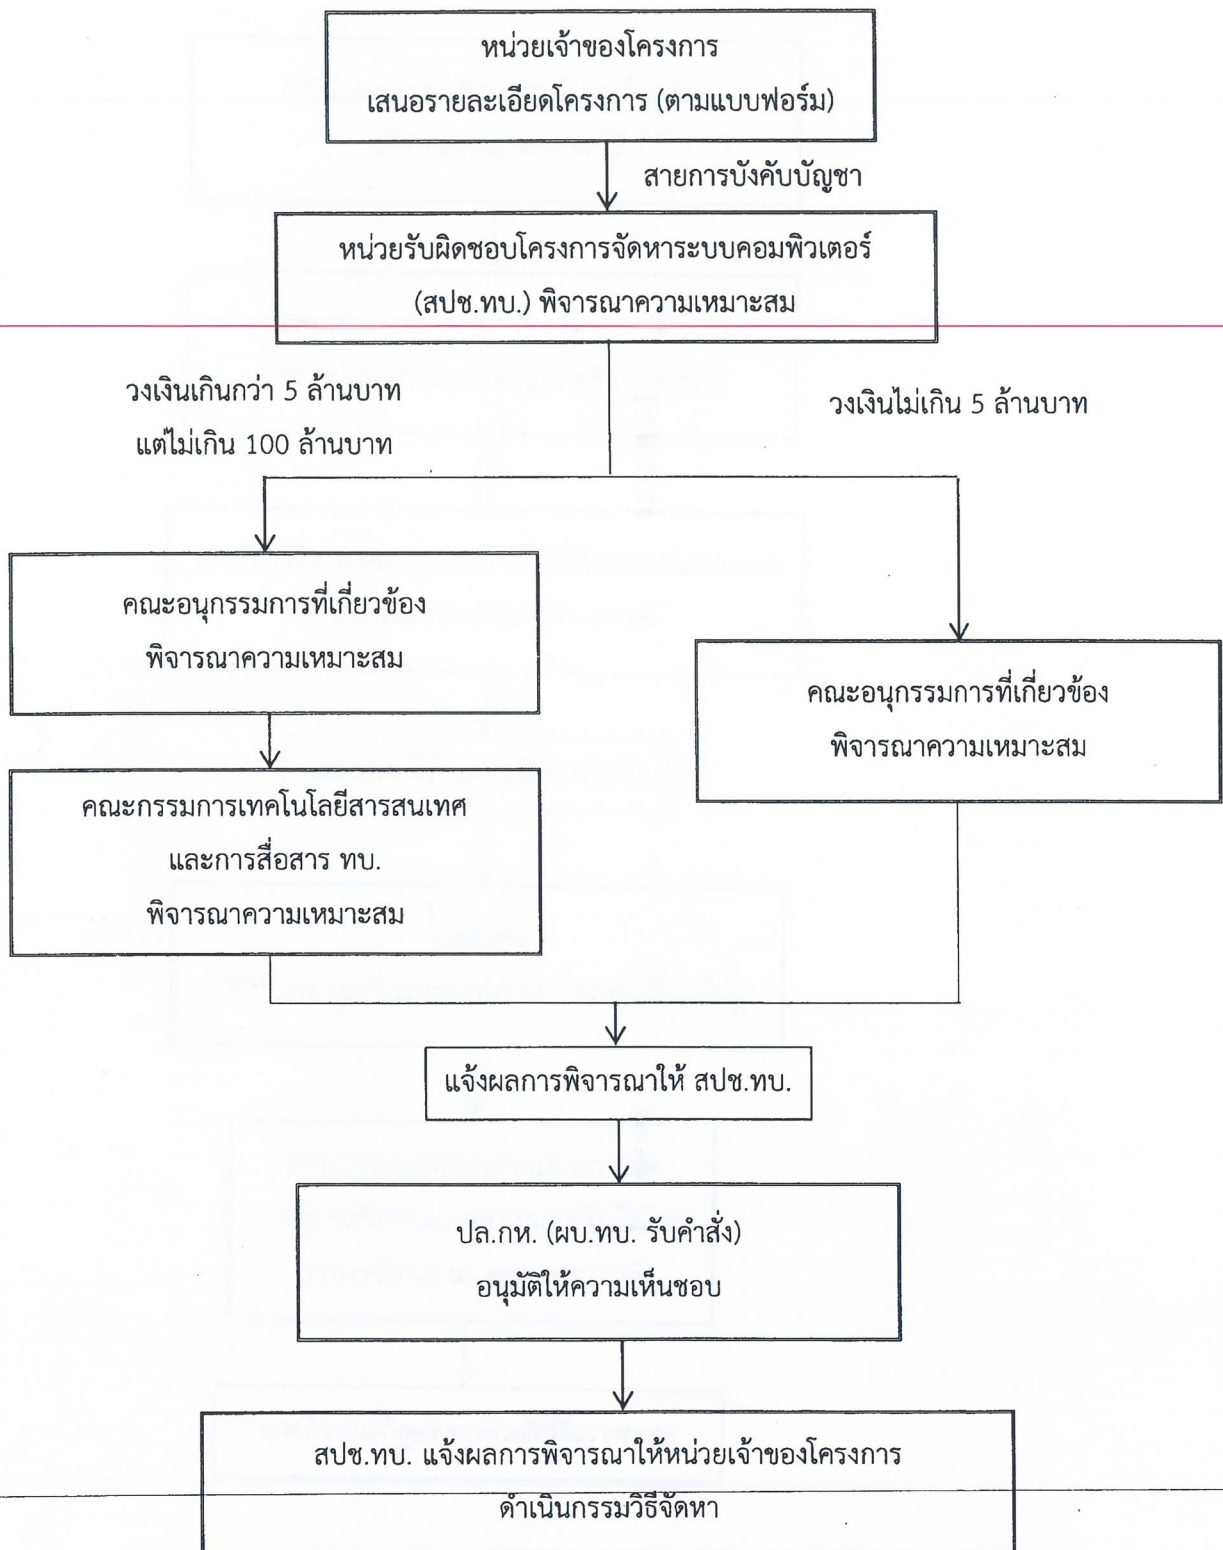 หน่วยเจ้าของโครงการ
เสนอรายละเอียดโครงการ (ตามแบบฟอร์ม)
สายการบังคับบัญชา
หน่วยรับผิดชอบโครงการจัดหาระบบคอมพิวเตอร์
(สปช.ทบ.) พิจารณาความเหมาะสม
วงเงินเกินกว่า 5 ล้านบาท
แต่ไม่เกิน 100 ล้านบาท
วงเงินไม่เกิน 5 ล้านบาท
คณะอนุกรรมการที่เกี่ยวข้อง
พิจารณาความเหมาะสม
คณะอนุกรรมการที่เกี่ยวข้อง
พิจารณาความเหมาะสม
คณะกรรมการเทคโนโลยีสารสนเทศ
และการสื่อสาร ทบ.
พิจารณาความเหมาะสม
แจ้งผลการพิจารณาให้ สปช.ทบ.
ปล.กห. (ผบ.ทบ. รับคำสั่ง)
อนุมัติให้ความเห็นชอบ
สปช.ทบ. แจ้งผลการพิจารณาให้หน่วยเจ้าของโครงการ
ดำเนินกรรมวิธีจัดหา